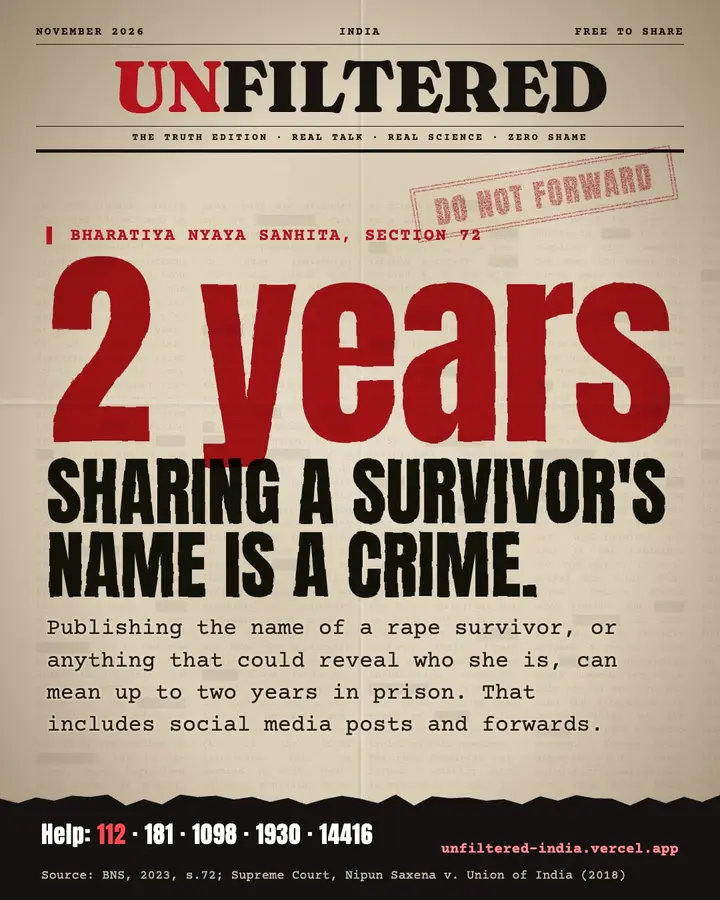 NOVEMBER 2026 INDIA FREE TO SHARE
UNFILTERED
THE TRUTH EDITION · REAL TALK · REAL SCIENCE · ZERO SHAME
DO NOT FORWARD
BHARATIYA NYAYA SANHITA, SECTION 72
2 years
SHARING A SURVIVOR'S
NAME IS A CRIME.
Publishing the name of a rape survivor, or
anything that could reveal who she is, can
mean up to two years in prison. That
includes social media posts and forwards.
Help: 112 · 181 · 1098 · 1930 · 14416
unfiltered-india.vercel.app
Source: BNS, 2023, s.72; Supreme Court, Nipun Saxena v. Union of India (2018)